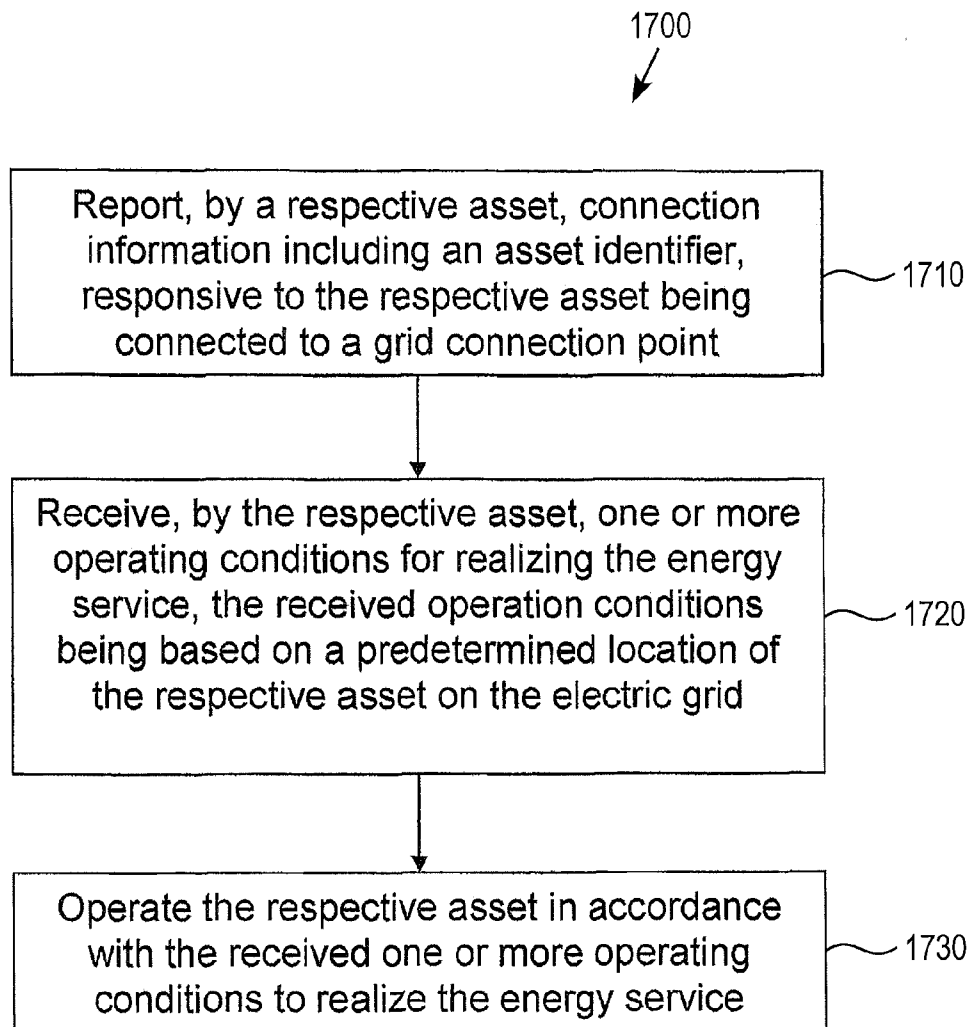 1700
Report, by a respective asset, connection
information including an asset identifier,
responsive to the respective asset being
connected to a grid connection point
1710
Receive, by the respective asset, one or more
operating conditions for realizing the energy
service, the received operation conditions
being based on a predetermined location of
the respective asset on the electric grid
1720
Operate the respective asset in accordance
with the received one or more operating
conditions to realize the energy service
1730